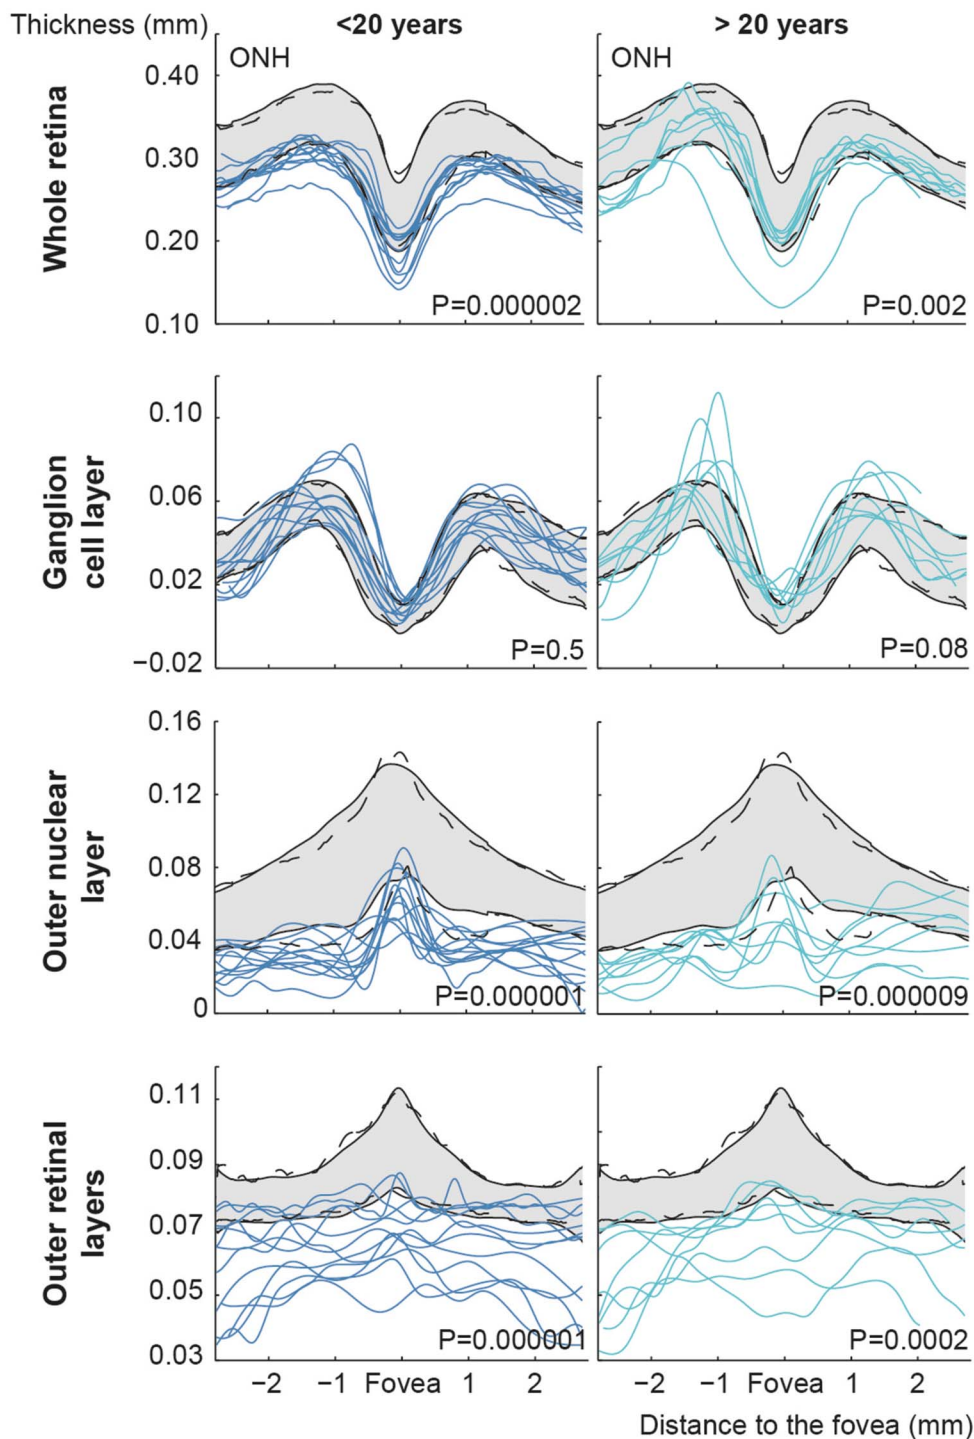 Thickness (mm) <20 years > 20 years
Whole retina
0.40
0.30
0.20
0.10
ONH
P=0.000002
ONH
P=0.002
Ganglion
cell layer
0.10
0.06
0.02
−0.02
P=0.5
P=0.08
Outer nuclear
layer
0.16
0.12
0.08
0.04
0
P=0.000001
P=0.000009
Outer retinal
layers
0.11
0.09
0.07
0.05
0.03
P=0.000001
P=0.0002
−2 −1 Fovea 1 2 −2 −1 Fovea 1 2
Distance to the fovea (mm)